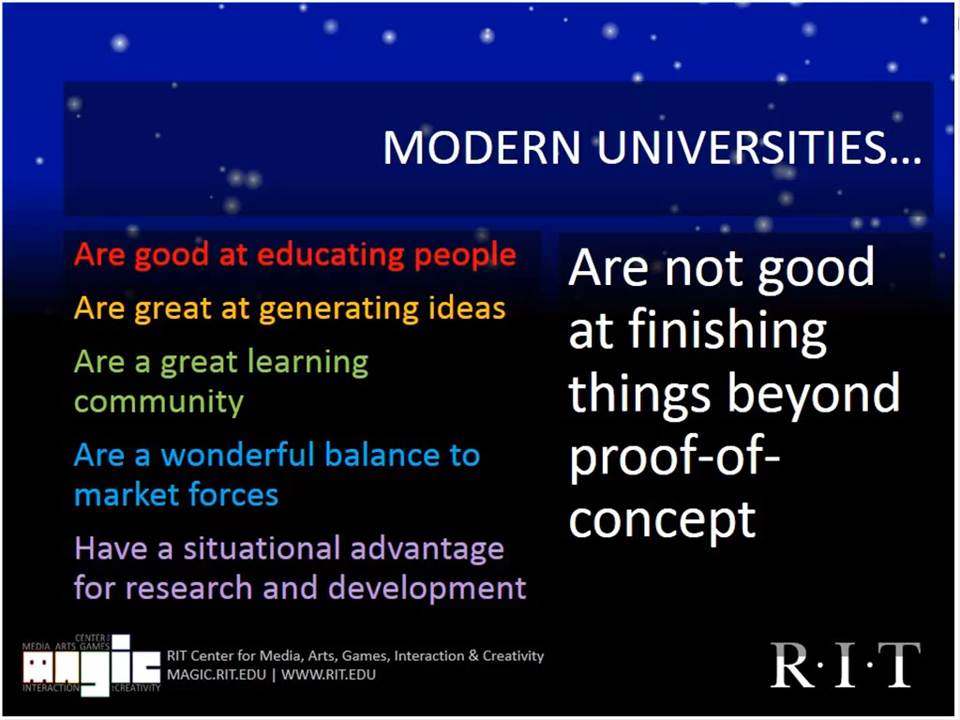 MODERN UNIVERSITIES...
Are good at educating people
Are great at generating ideas
Are a great learning
community
Are a wonderful balance to
market forces
Have a situational advantage
for research and development
Are not good
at finishing
things beyond
proof-of-
concept
CENTER for
MEDIA ARTS GAMES
magic
INTERACTION & CREATIVITY
RIT Center for Media, Arts, Games, Interaction & Creativity
MAGIC.RIT.EDU | WWW.RIT.EDU
R·I·T